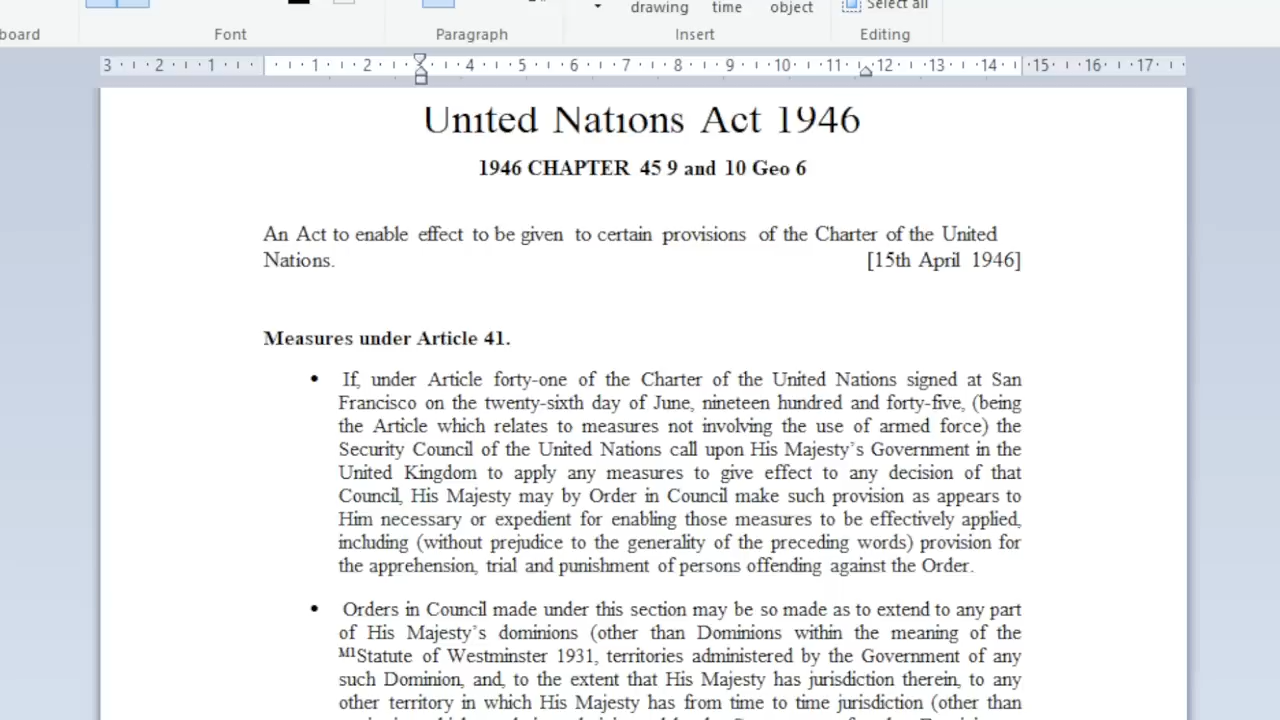 drawing time object Select all
board Font Paragraph Insert Editing
3 2 1 1 2 4 5 6 7 8 9 10 11 12 13 14 15 16 17
United Nations Act 1946
1946 CHAPTER 45 9 and 10 Geo 6
An Act to enable effect to be given to certain provisions of the Charter of the United
Nations. [15th April 1946]
Measures under Article 41.
• If, under Article forty-one of the Charter of the United Nations signed at San
Francisco on the twenty-sixth day of June, nineteen hundred and forty-five, (being
the Article which relates to measures not involving the use of armed force) the
Security Council of the United Nations call upon His Majesty’s Government in the
United Kingdom to apply any measures to give effect to any decision of that
Council, His Majesty may by Order in Council make such provision as appears to
Him necessary or expedient for enabling those measures to be effectively applied,
including (without prejudice to the generality of the preceding words) provision for
the apprehension, trial and punishment of persons offending against the Order.
• Orders in Council made under this section may be so made as to extend to any part
of His Majesty’s dominions (other than Dominions within the meaning of the
M1Statute of Westminster 1931, territories administered by the Government of any
such Dominion, and, to the extent that His Majesty has jurisdiction therein, to any
other territory in which His Majesty has from time to time jurisdiction (other than